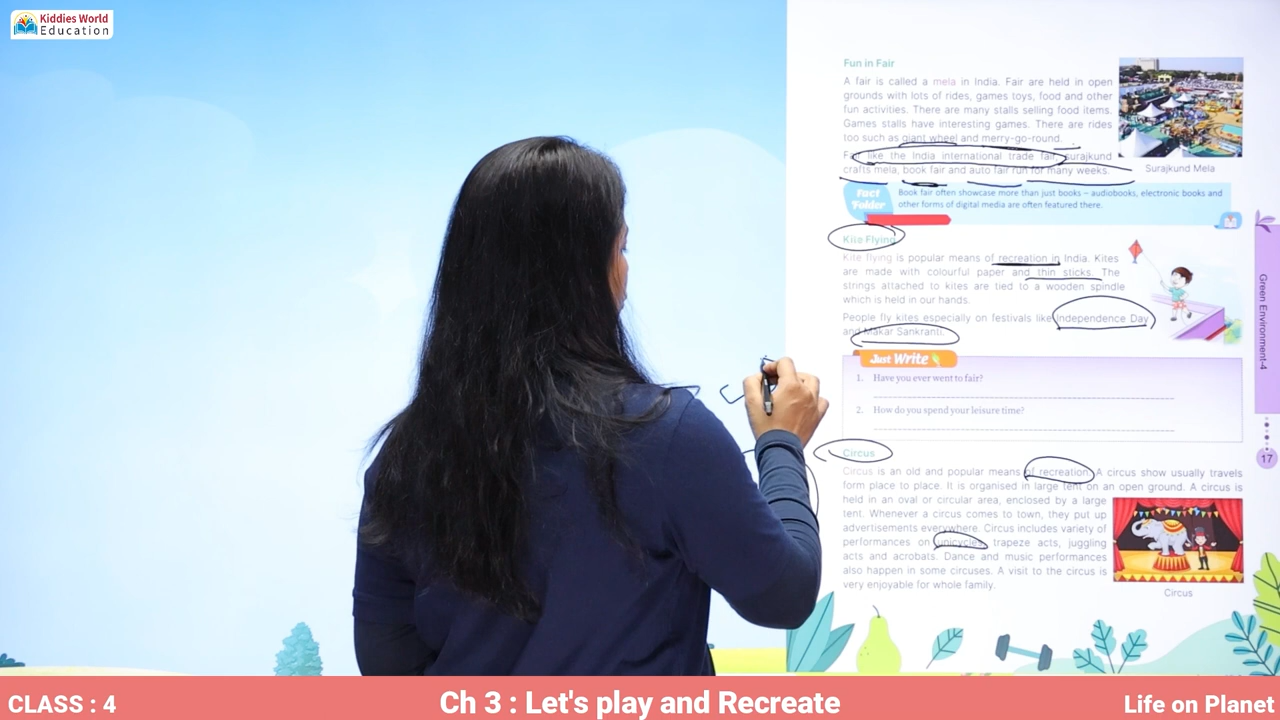 Kiddies World
Education
Fun in Fair
A fair is called a mela in India. Fair are held in open
grounds with lots of rides, games toys, food and other
fun activities. There are many stalls selling food items.
Games stalls have interesting games. There are rides
too such as giant wheel and merry-go-round.
Fair like the India international trade fair, surajkund
crafts mela, book fair and auto fair run for many weeks.
Surajkund Mela
Fact
Folder
Book fair often showcase more than just books – audiobooks, electronic books and
other forms of digital media are often featured there.
Kite Flying
Kite flying is popular means of recreation in India. Kites
are made with colourful paper and thin sticks. The
strings attached to kites are tied to a wooden spindle
which is held in our hands.
People fly kites especially on festivals like Independence Day
and Makar Sankranti.
Just Write
1. Have you ever went to fair?
2. How do you spend your leisure time?
Circus
Circus is an old and popular means of recreation. A circus show usually travels
form place to place. It is organised in large tent on an open ground. A circus is
held in an oval or circular area, enclosed by a large
tent. Whenever a circus comes to town, they put up
advertisements everywhere. Circus includes variety of
performances on unicycles, trapeze acts, juggling
acts and acrobats. Dance and music performances
also happen in some circuses. A visit to the circus is
very enjoyable for whole family.
Circus
Green Environment-4
17
CLASS : 4
Ch 3 : Let's play and Recreate
Life on Planet